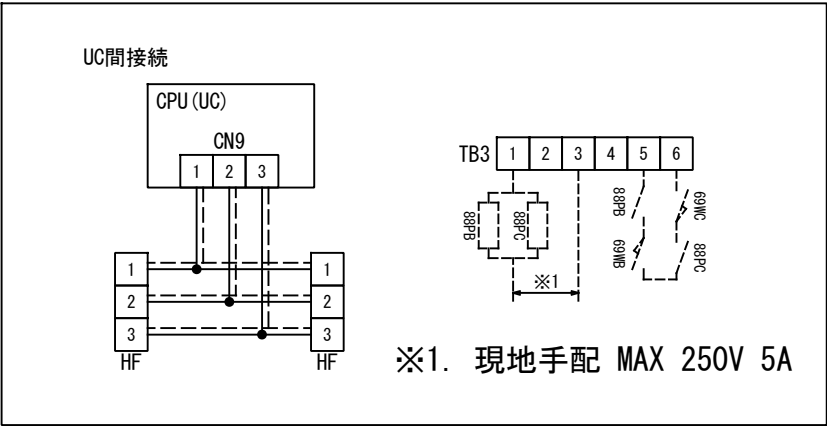 UC間接続
CPU(UC)
CN9
1 2 3
1 1
2 2
3 3
HF HF
TB3 1 2 3 4 5 6
88PB 88PC 88PB 69WB 69WC 88PC
※1
※1. 現地手配 MAX 250V 5A